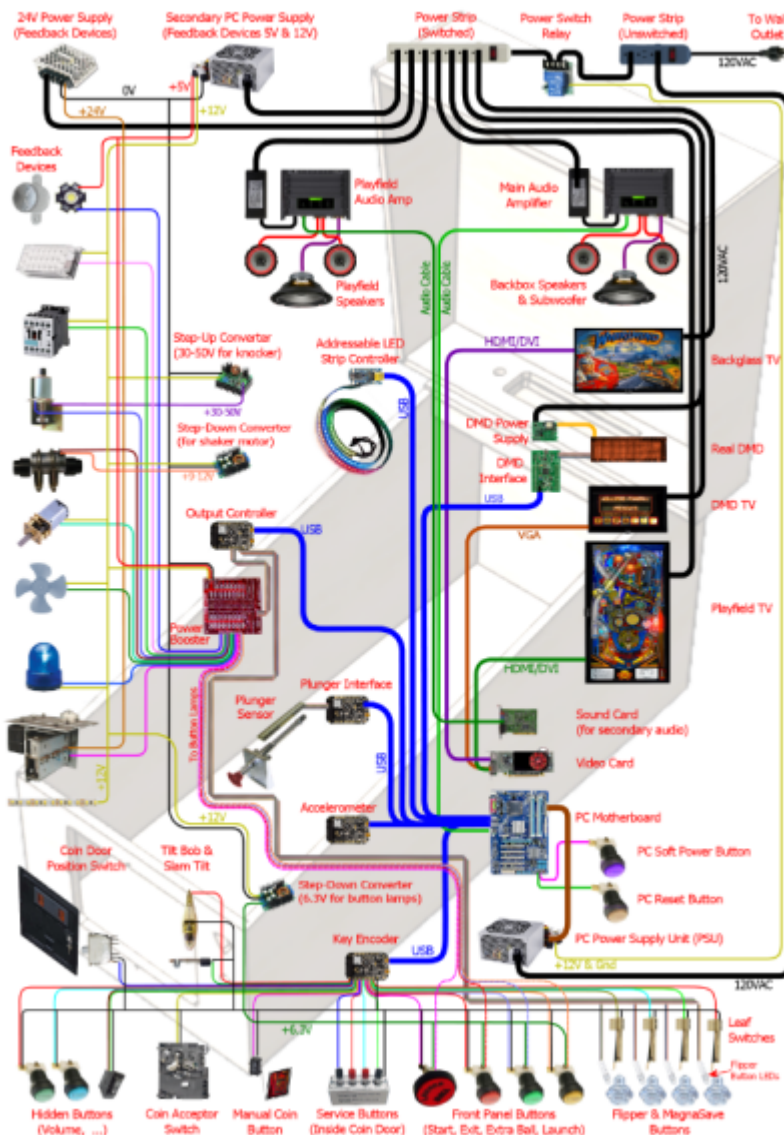 24V Power Supply
(Feedback Devices)
Secondary PC Power Supply
(Feedback Devices 5V & 12V)
Power Strip
(Switched)
Power Switch
Relay
Power Strip
(Unswitched)
To Wall
Outlet
120VAC
0V
+5V
+24V
+12V
Feedback
Devices
Playfield
Audio Amp
Main Audio
Amplifier
120VAC
Playfield
Speakers
Audio Cable
Audio Cable
Backbox Speakers
& Subwoofer
Step-Up Converter
(30-50V for knocker)
Addressable LED
Strip Controller
HDMI/DVI
Backglass TV
+30-50V
USB
Step-Down Converter
(for shaker motor)
DMD Power
Supply
Real DMD
+0-12V
DMD
Interface
USB
DMD TV
Output Controller
USB
VGA
Playfield TV
Power
Booster
Plunger Interface
HDMI/DVI
Plunger
Sensor
To Button Lamps
USB
Sound Card
(for secondary audio)
Video Card
+12V
Accelerometer
PC Motherboard
+12V
PC Soft Power Button
Coin Door
Position Switch
Tilt Bob &
Slam Tilt
Step-Down Converter
(6.3V for button lamps)
PC Reset Button
Key Encoder
USB
PC Power Supply Unit (PSU)
+12V & Gnd
120VAC
+6.3V
Leaf
Switches
Flipper
Button LEDs
Hidden Buttons
(Volume, ...)
Coin Acceptor
Switch
Manual Coin
Button
Service Buttons
(Inside Coin Door)
Front Panel Buttons
(Start, Exit, Extra Ball, Launch)
Flipper & MagnaSave
Buttons